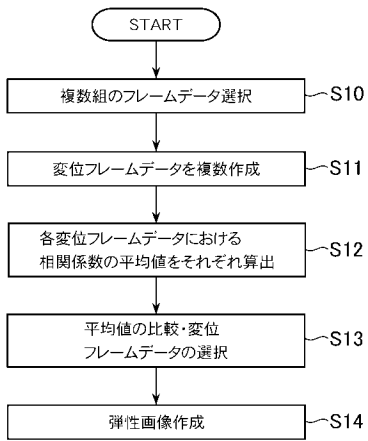 START
複数組のフレームデータ選択
S10
変位フレームデータを複数作成
S11
各変位フレームデータにおける
相関係数の平均値をそれぞれ算出
S12
平均値の比較・変位
フレームデータの選択
S13
弾性画像作成
S14